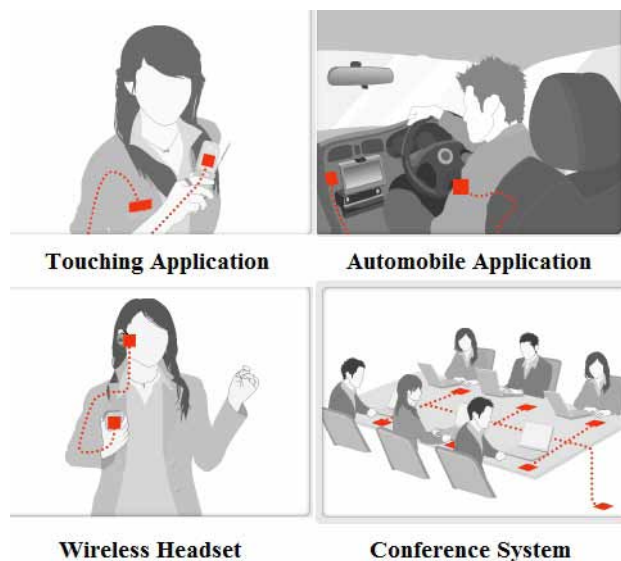 Touching Application
Automobile Application
Wireless Headset
Conference System